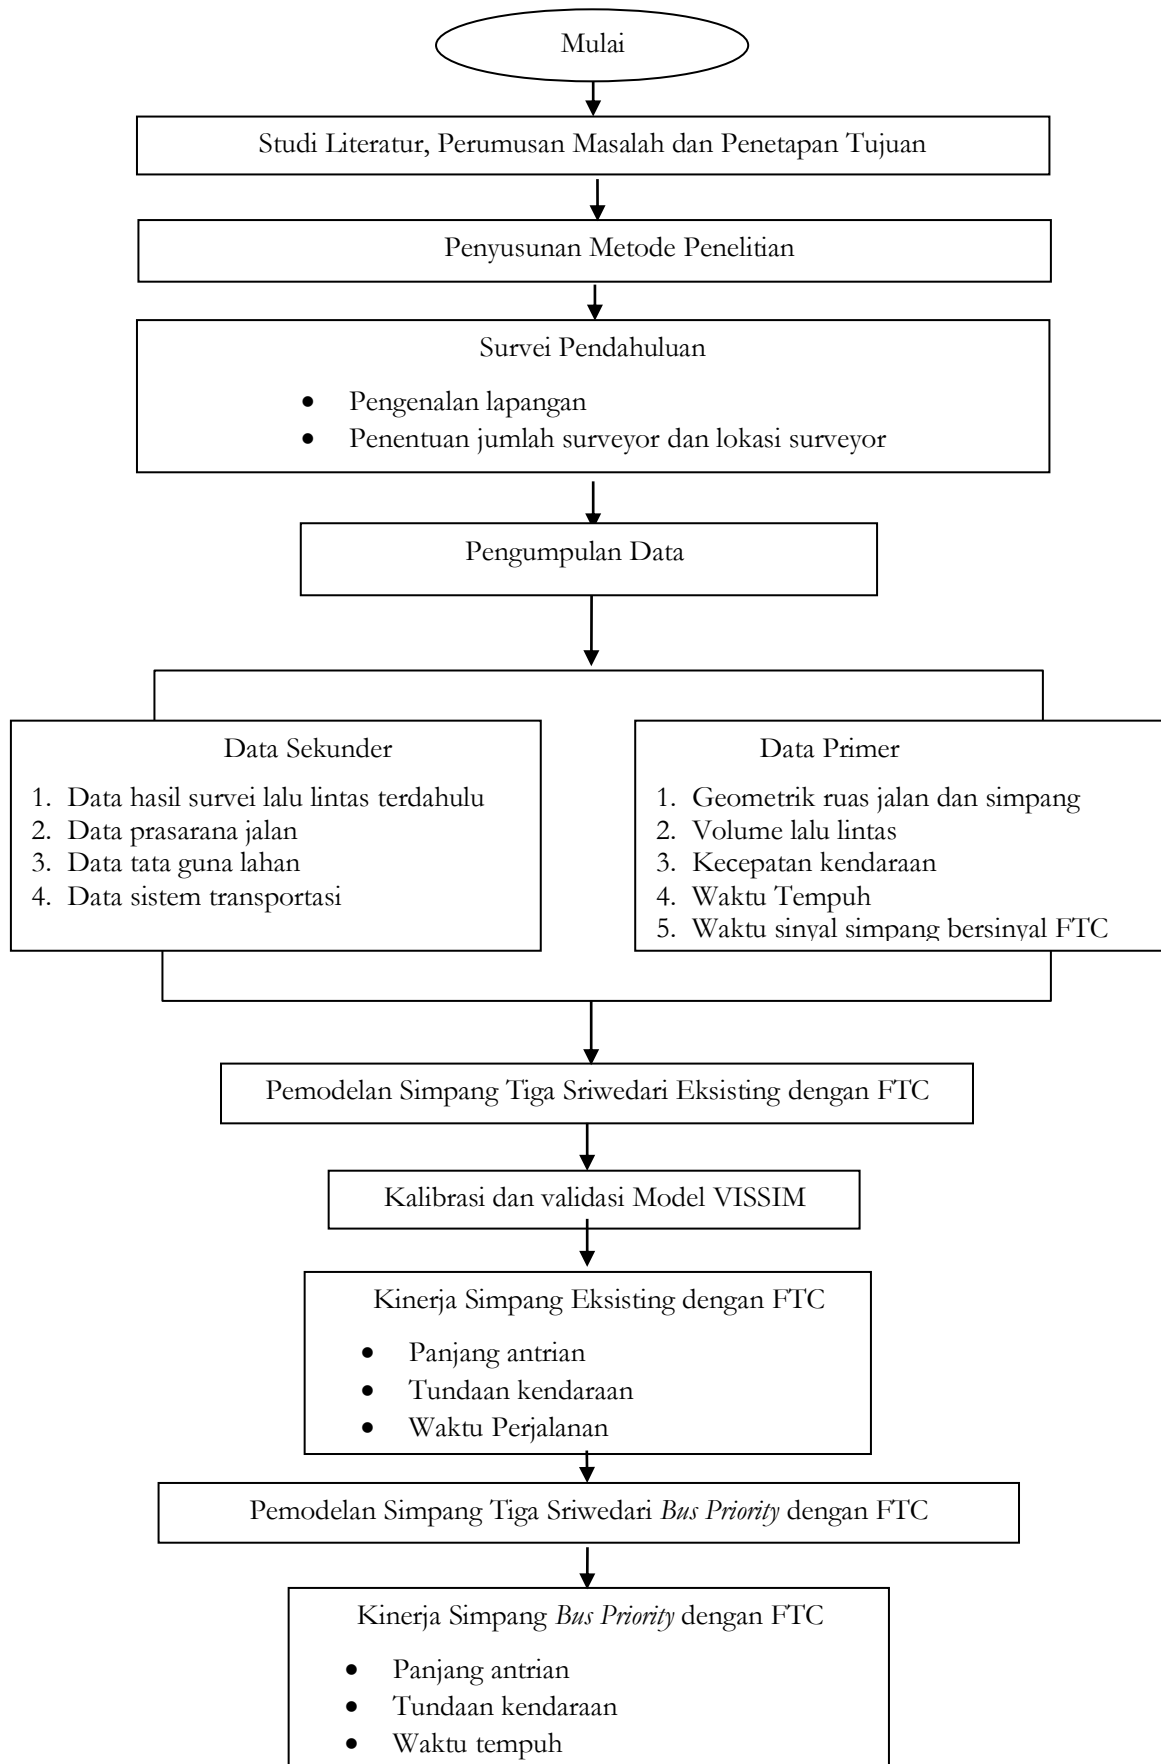 Mulai
Studi Literatur, Perumusan Masalah dan Penetapan Tujuan
Penyusunan Metode Penelitian
Survei Pendahuluan
• Pengenalan lapangan
• Penentuan jumlah surveyor dan lokasi surveyor
Pengumpulan Data
Data Sekunder
1. Data hasil survei lalu lintas terdahulu
2. Data prasarana jalan
3. Data tata guna lahan
4. Data sistem transportasi
Data Primer
1. Geometrik ruas jalan dan simpang
2. Volume lalu lintas
3. Kecepatan kendaraan
4. Waktu Tempuh
5. Waktu sinyal simpang bersinyal FTC
Pemodelan Simpang Tiga Sriwedari Eksisting dengan FTC
Kalibrasi dan validasi Model VISSIM
Kinerja Simpang Eksisting dengan FTC
• Panjang antrian
• Tundaan kendaraan
• Waktu Perjalanan
Pemodelan Simpang Tiga Sriwedari Bus Priority dengan FTC
Kinerja Simpang Bus Priority dengan FTC
• Panjang antrian
• Tundaan kendaraan
• Waktu tempuh